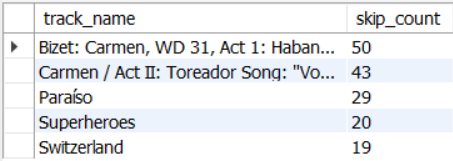 track_name skip_count
Bizet: Carmen, WD 31, Act 1: Haban... 50
Carmen / Act II: Toreador Song: "Vo... 43
Paraíso 29
Superheroes 20
Switzerland 19